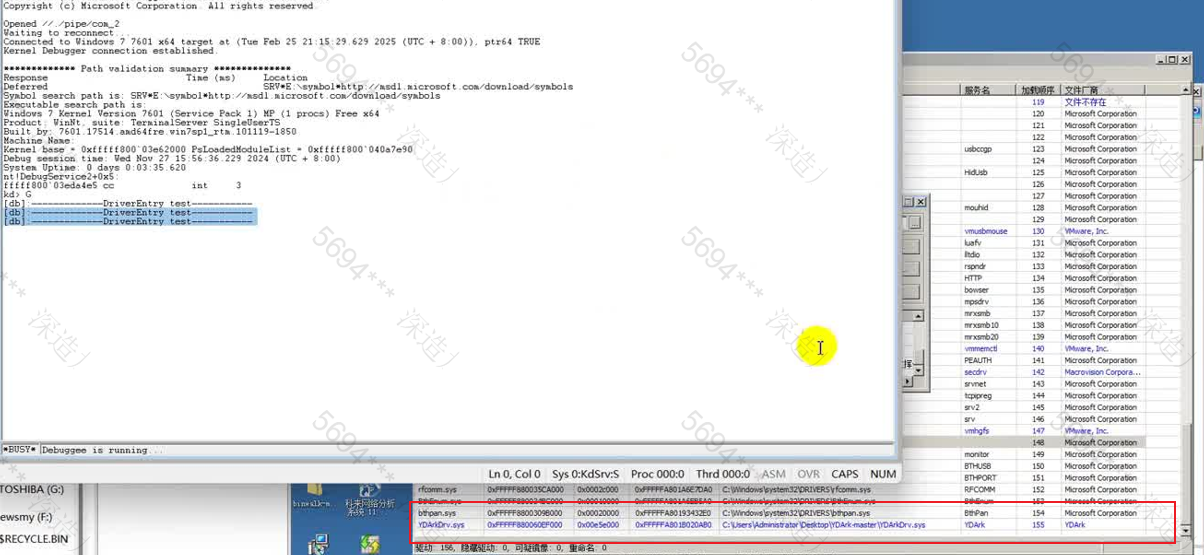 Copyright (c) Microsoft Corporation. All rights reserved.
Opened //./pipe/com_2
Waiting to reconnect...
Connected to Windows 7 7601 x64 target at (Tue Feb 25 21:15:29.629 2025 (UTC + 8:00)), ptr64 TRUE
Kernel Debugger connection established.
************* Path validation summary **************
Response Time (ms) Location
Deferred SRV*E:\symbol*http://msdl.microsoft.com/download/symbols
Symbol search path is: SRV*E:\symbol*http://msdl.microsoft.com/download/symbols
Executable search path is:
Windows 7 Kernel Version 7601 (Service Pack 1) MP (1 procs) Free x64
Product: WinNt, suite: TerminalServer SingleUserTS
Built by: 7601.17514.amd64fre.win7sp1_rtm.101119-1850
Machine Name:
Kernel base = 0xfffff800`03e62000 PsLoadedModuleList = 0xfffff800`040a7e90
Debug session time: Wed Nov 27 15:56:36.229 2024 (UTC + 8:00)
System Uptime: 0 days 0:03:35.620
nt!DebugService2+0x5:
fffff800`03eda4e5 cc int 3
kd> G
[db]:-------------DriverEntry test-----------
[db]:-------------DriverEntry test-----------
[db]:-------------DriverEntry test-----------
*BUSY* Debuggee is running...
Ln 0, Col 0 Sys 0:KdSrv:S Proc 000:0 Thrd 000:0 ASM OVR CAPS NUM
服务名 加载顺序 文件厂商
119 文件不存在
120 Microsoft Corporation
121 Microsoft Corporation
122 Microsoft Corporation
usbccgp 123 Microsoft Corporation
124 Microsoft Corporation
HidUsb 125 Microsoft Corporation
126 Microsoft Corporation
127 Microsoft Corporation
mouhid 128 Microsoft Corporation
129 Microsoft Corporation
vmusbmouse 130 VMware, Inc.
luafv 131 Microsoft Corporation
lltdio 132 Microsoft Corporation
rspndr 133 Microsoft Corporation
HTTP 134 Microsoft Corporation
bowser 135 Microsoft Corporation
mpsdrv 136 Microsoft Corporation
mrxsmb 137 Microsoft Corporation
mrxsmb10 138 Microsoft Corporation
mrxsmb20 139 Microsoft Corporation
vmmemctl 140 VMware, Inc.
PEAUTH 141 Microsoft Corporation
secdrv 142 Macrovision Corpora...
srvnet 143 Microsoft Corporation
tcpipreg 144 Microsoft Corporation
srv2 145 Microsoft Corporation
srv 146 Microsoft Corporation
vmhgfs 147 VMware, Inc.
148 Microsoft Corporation
monitor 149 Microsoft Corporation
BTHUSB 150 Microsoft Corporation
BTHPORT 151 Microsoft Corporation
rfcomm.sys 0xFFFFF880035CA000 0x0002c000 0xFFFFFA801A6E7DA0 C:\Windows\system32\DRIVERS\rfcomm.sys RFCOMM 152 Microsoft Corporation
BthEnum.sys BthEnum Microsoft Corporation
bthpan.sys 0xFFFFF8800309B000 0x00020000 0xFFFFFA80193432E0 C:\Windows\system32\DRIVERS\bthpan.sys BthPan 154 Microsoft Corporation
YDArkDrv.sys 0xFFFFF880060EF000 0x00e5e000 0xFFFFFA801B020AB0 C:\Users\Administrator\Desktop\YDArk-master\YDArkDrv.sys YDArk 155 YDArk
驱动: 156, 隐藏驱动: 0, 可疑镜像: 0, 重命名: 0
TOSHIBA (G:)
ewsmy (F:)
$RECYCLE.BIN
binwalk-m...
科来网络分析
系统 11
5694***
深造丿